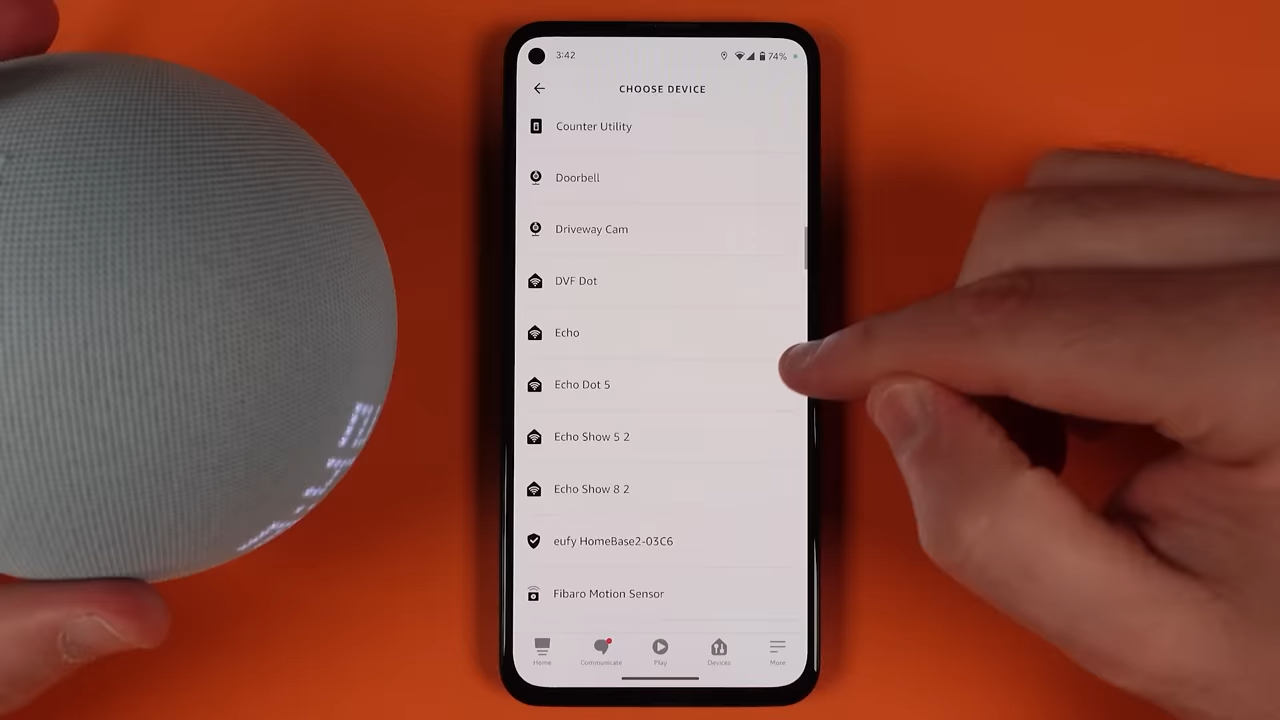 3:42
74%
CHOOSE DEVICE
Counter Utility
Doorbell
Driveway Cam
DVF Dot
Echo
Echo Dot 5
Echo Show 5 2
Echo Show 8 2
eufy HomeBase2-03C6
Fibaro Motion Sensor
Home Communicate Play Devices More